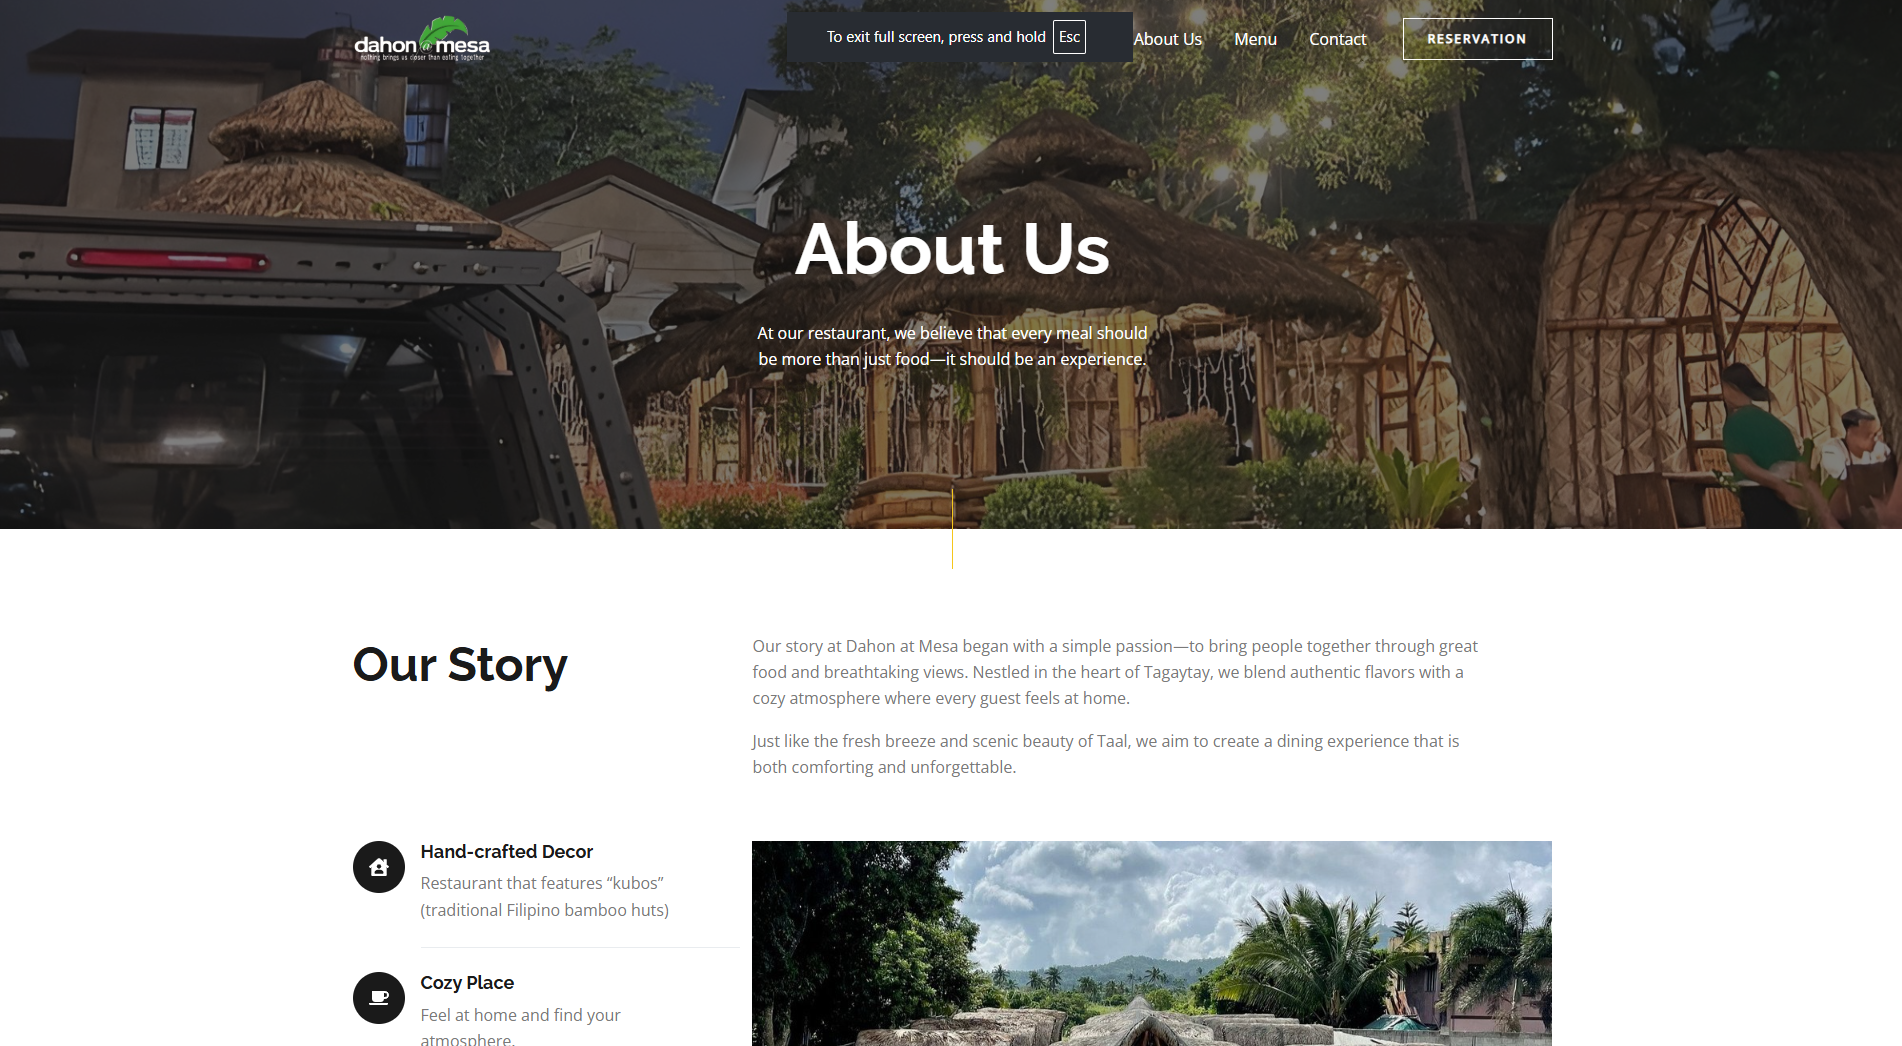 dahon @ mesa
nothing brings us closer than eating together
To exit full screen, press and hold Esc
About Us
Menu
Contact
RESERVATION
About Us
At our restaurant, we believe that every meal should
be more than just food—it should be an experience.
Our Story
Our story at Dahon at Mesa began with a simple passion—to bring people together through great
food and breathtaking views. Nestled in the heart of Tagaytay, we blend authentic flavors with a
cozy atmosphere where every guest feels at home.
Just like the fresh breeze and scenic beauty of Taal, we aim to create a dining experience that is
both comforting and unforgettable.
Hand-crafted Decor
Restaurant that features “kubos”
(traditional Filipino bamboo huts)
Cozy Place
Feel at home and find your
atmosphere.